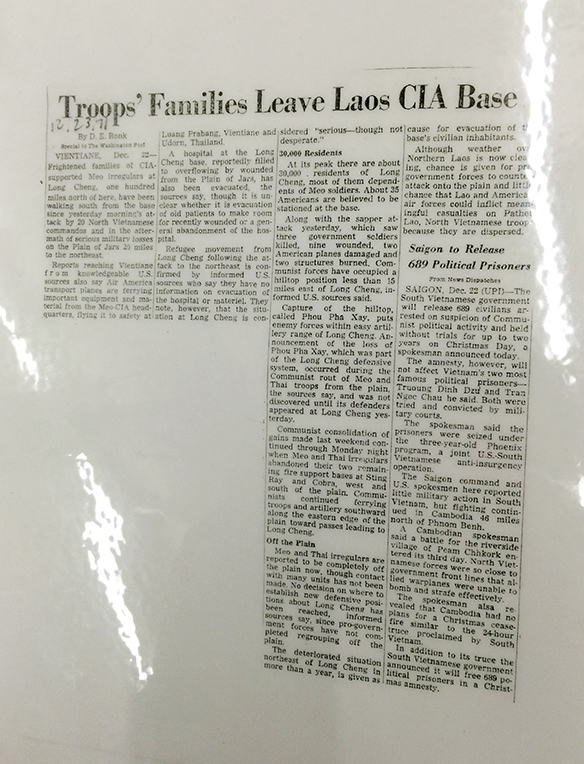 Troops' Families Leave Laos CIA Base
12.23.71
By D. E. Ronk
Special to The Washington Post
VIENTIANE, Dec. 22—
Frightened families of CIA-
supported Meo irregulars at
Long Cheng, one hundred
miles north of here, have been
walking south from the base
since yesterday morning's at-
tack by 20 North Vietnamese
commandos and in the after-
math of serious military losses
on the Plain of Jars 20 miles
to the northeast.
Reports reaching Vientiane
from knowledgeable U.S.
sources also say Air America
transport planes are ferrying
important equipment and ma-
terial from the Meo-CIA head-
quarters, flying it to safety at
Luang Prabang, Vientiane and
Udorn, Thailand.
A hospital at the Long
Cheng base, reportedly filled
to overflowing by wounded
from the Plain of Jars, has
also been evacuated, the
sources say, though it is un-
clear whether it is evacuation
of old patients to make room
for recently wounded or a gen-
eral abandonment of the hos-
pital.
Refugee movement from
Long Cheng following the at-
tack to the northeast is con-
firmed by informed U.S.
sources who say they have no
information on evacuation of
the hospital or materiel. They
note, however, that the situ-
ation at Long Cheng is con-
sidered "serious—though not
desperate."
30,000 Residents
At its peak there are about
30,000 residents of Long
Cheng, most of them depend-
ents of Meo soldiers. About 35
Americans are believed to be
stationed at the base.
Along with the sapper at-
tack yesterday, which saw
three government soldiers
killed, nine wounded, two
American planes damaged and
two structures burned, Com-
munist forces have occupied a
hilltop position less than 15
miles east of Long Cheng, in-
formed U.S. sources said.
Capture of the hilltop,
called Phou Pha Xay, puts
enemy forces within easy artil-
lery range of Long Cheng. An-
nouncement of the loss of
Phou Pha Xay, which was part
of the Long Cheng defensive
system, occurred during the
Communist rout of Meo and
Thai troops from the plain,
the sources say, and was not
discovered until its defenders
appeared at Long Cheng yes-
terday.
Communist consolidation of
gains made last weekend con-
tinued through Monday night
when Meo and Thai irregulars
abandoned their two remain-
ing fire support bases at Sting
Ray and Cobra, west and
south of the plain. Commu-
nists continued ferrying
troops and artillery southward
along the eastern edge of the
plain toward passes leading to
Long Cheng.
Off the Plain
Meo and Thai irregulars are
reported to be completely off
the plain now, though contact
with many units has not been
made. No decision on where to
establish new defensive posi-
tions about Long Cheng has
been reached, informed
sources say, since pro-govern-
ment forces have not com-
pleted regrouping off the
plain.
The deteriorated situation
northeast of Long Cheng in
more than a year, is given as
cause for evacuation of
base's civilian inhabitants.
Although weather
Northern Laos is now
ing, chance is given for
government forces to counter
attack onto the plain and little
chance that Lao and American
air forces could inflict mean-
ingful casualties on Pathet
Lao, North Vietnamese troops
because they are dispersed.
Saigon to Release
689 Political Prisoners
From News Dispatches
SAIGON, Dec. 22 (UPI)—The
South Vietnamese government
will release 689 civilians ar-
rested on suspicion of Commu-
nist political activity and held
without trials for up to two
years on Christmas Day, a
spokesman announced today.
The amnesty, however, will
not affect Vietnam's two most
famous political prisoners—
Truoung Dinh Dzu and Tran
Ngoc Chau he said. Both were
tried and convicted by mili-
tary courts.
The spokesman said the
prisoners were seized under
the three-year-old Phoenix
program, a joint U.S.-South
Vietnamese anti-insurgency
operation.
The Saigon command and
U.S. spokesmen here reported
little military action in South
Vietnam, but fighting contin-
ued in Cambodia 46 miles
north of Phnom Benh.
A Cambodian spokesman
said a battle for the riverside
village of Peam Chhkork en-
tered its third day. North Viet-
namese forces were so close to
government front lines that al-
lied warplanes were unable to
bomb and strafe effectively.
The spokesman alsa re-
vealed that Cambodia had no
plans for a Christmas cease-
fire similar to the 24-hour
truce proclaimed by South
Vietnam.
In addition to its truce the
South Vietnamese government
announced it will free 689 po-
litical prisoners in a Christ-
mas amnesty.